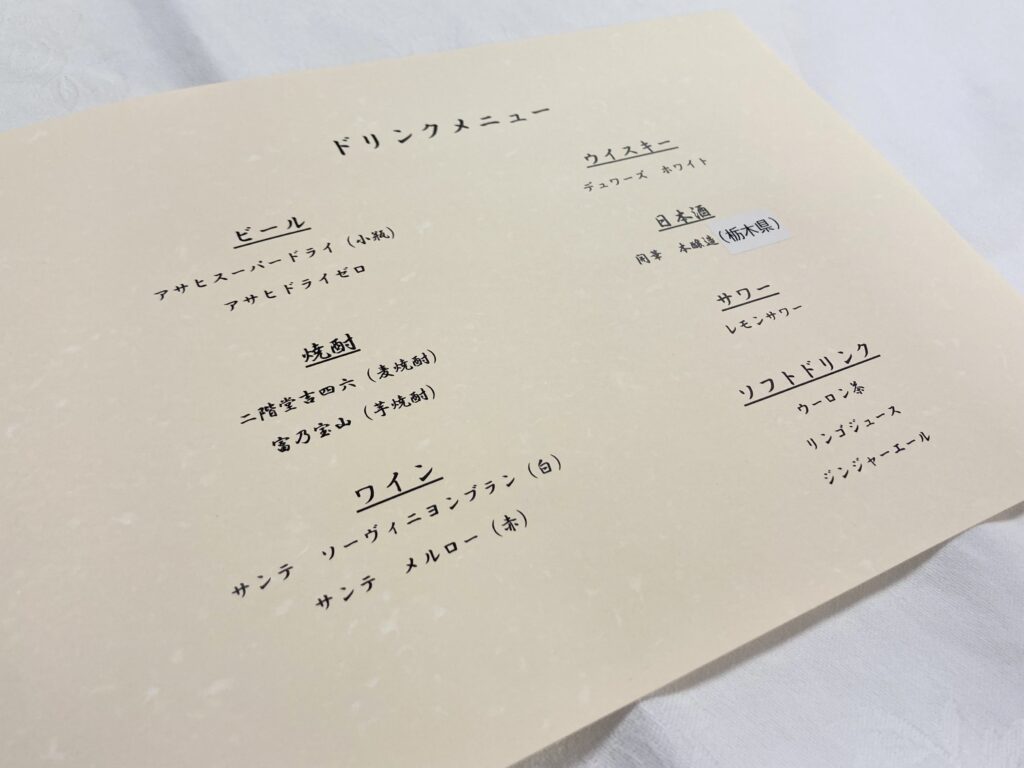 ドリンクメニュー
ビール
アサヒスーパードライ（小瓶）
アサヒドライゼロ
焼酎
二階堂吉四六（麦焼酎）
富乃宝山（芋焼酎）
ワイン
サンテ　ソーヴィニヨンブラン（白）
サンテ　メルロー（赤）
ウイスキー
デュワーズ　ホワイト
日本酒
開華　本醸造（栃木県）
サワー
レモンサワー
ソフトドリンク
ウーロン茶
リンゴジュース
ジンジャーエール